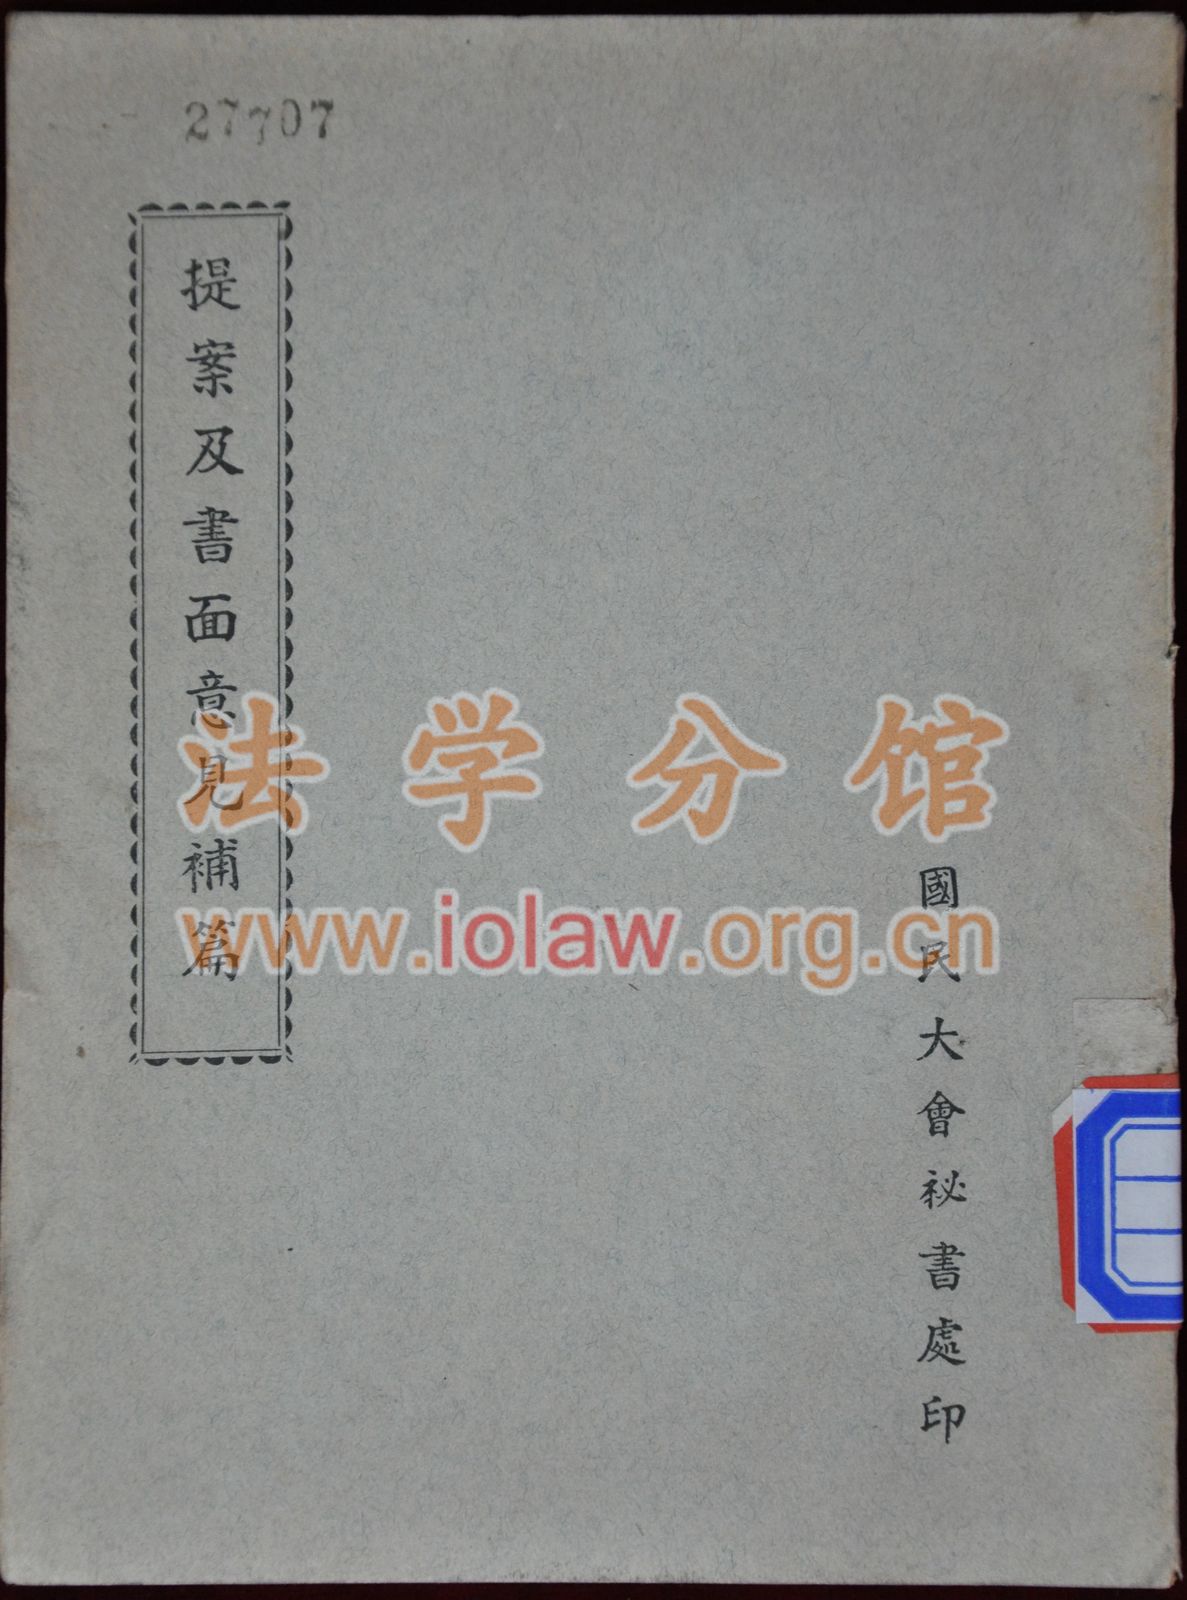 27707
提案及書面意見補篇
國民大會祕書處印
法学分馆
www.iolaw.org.cn